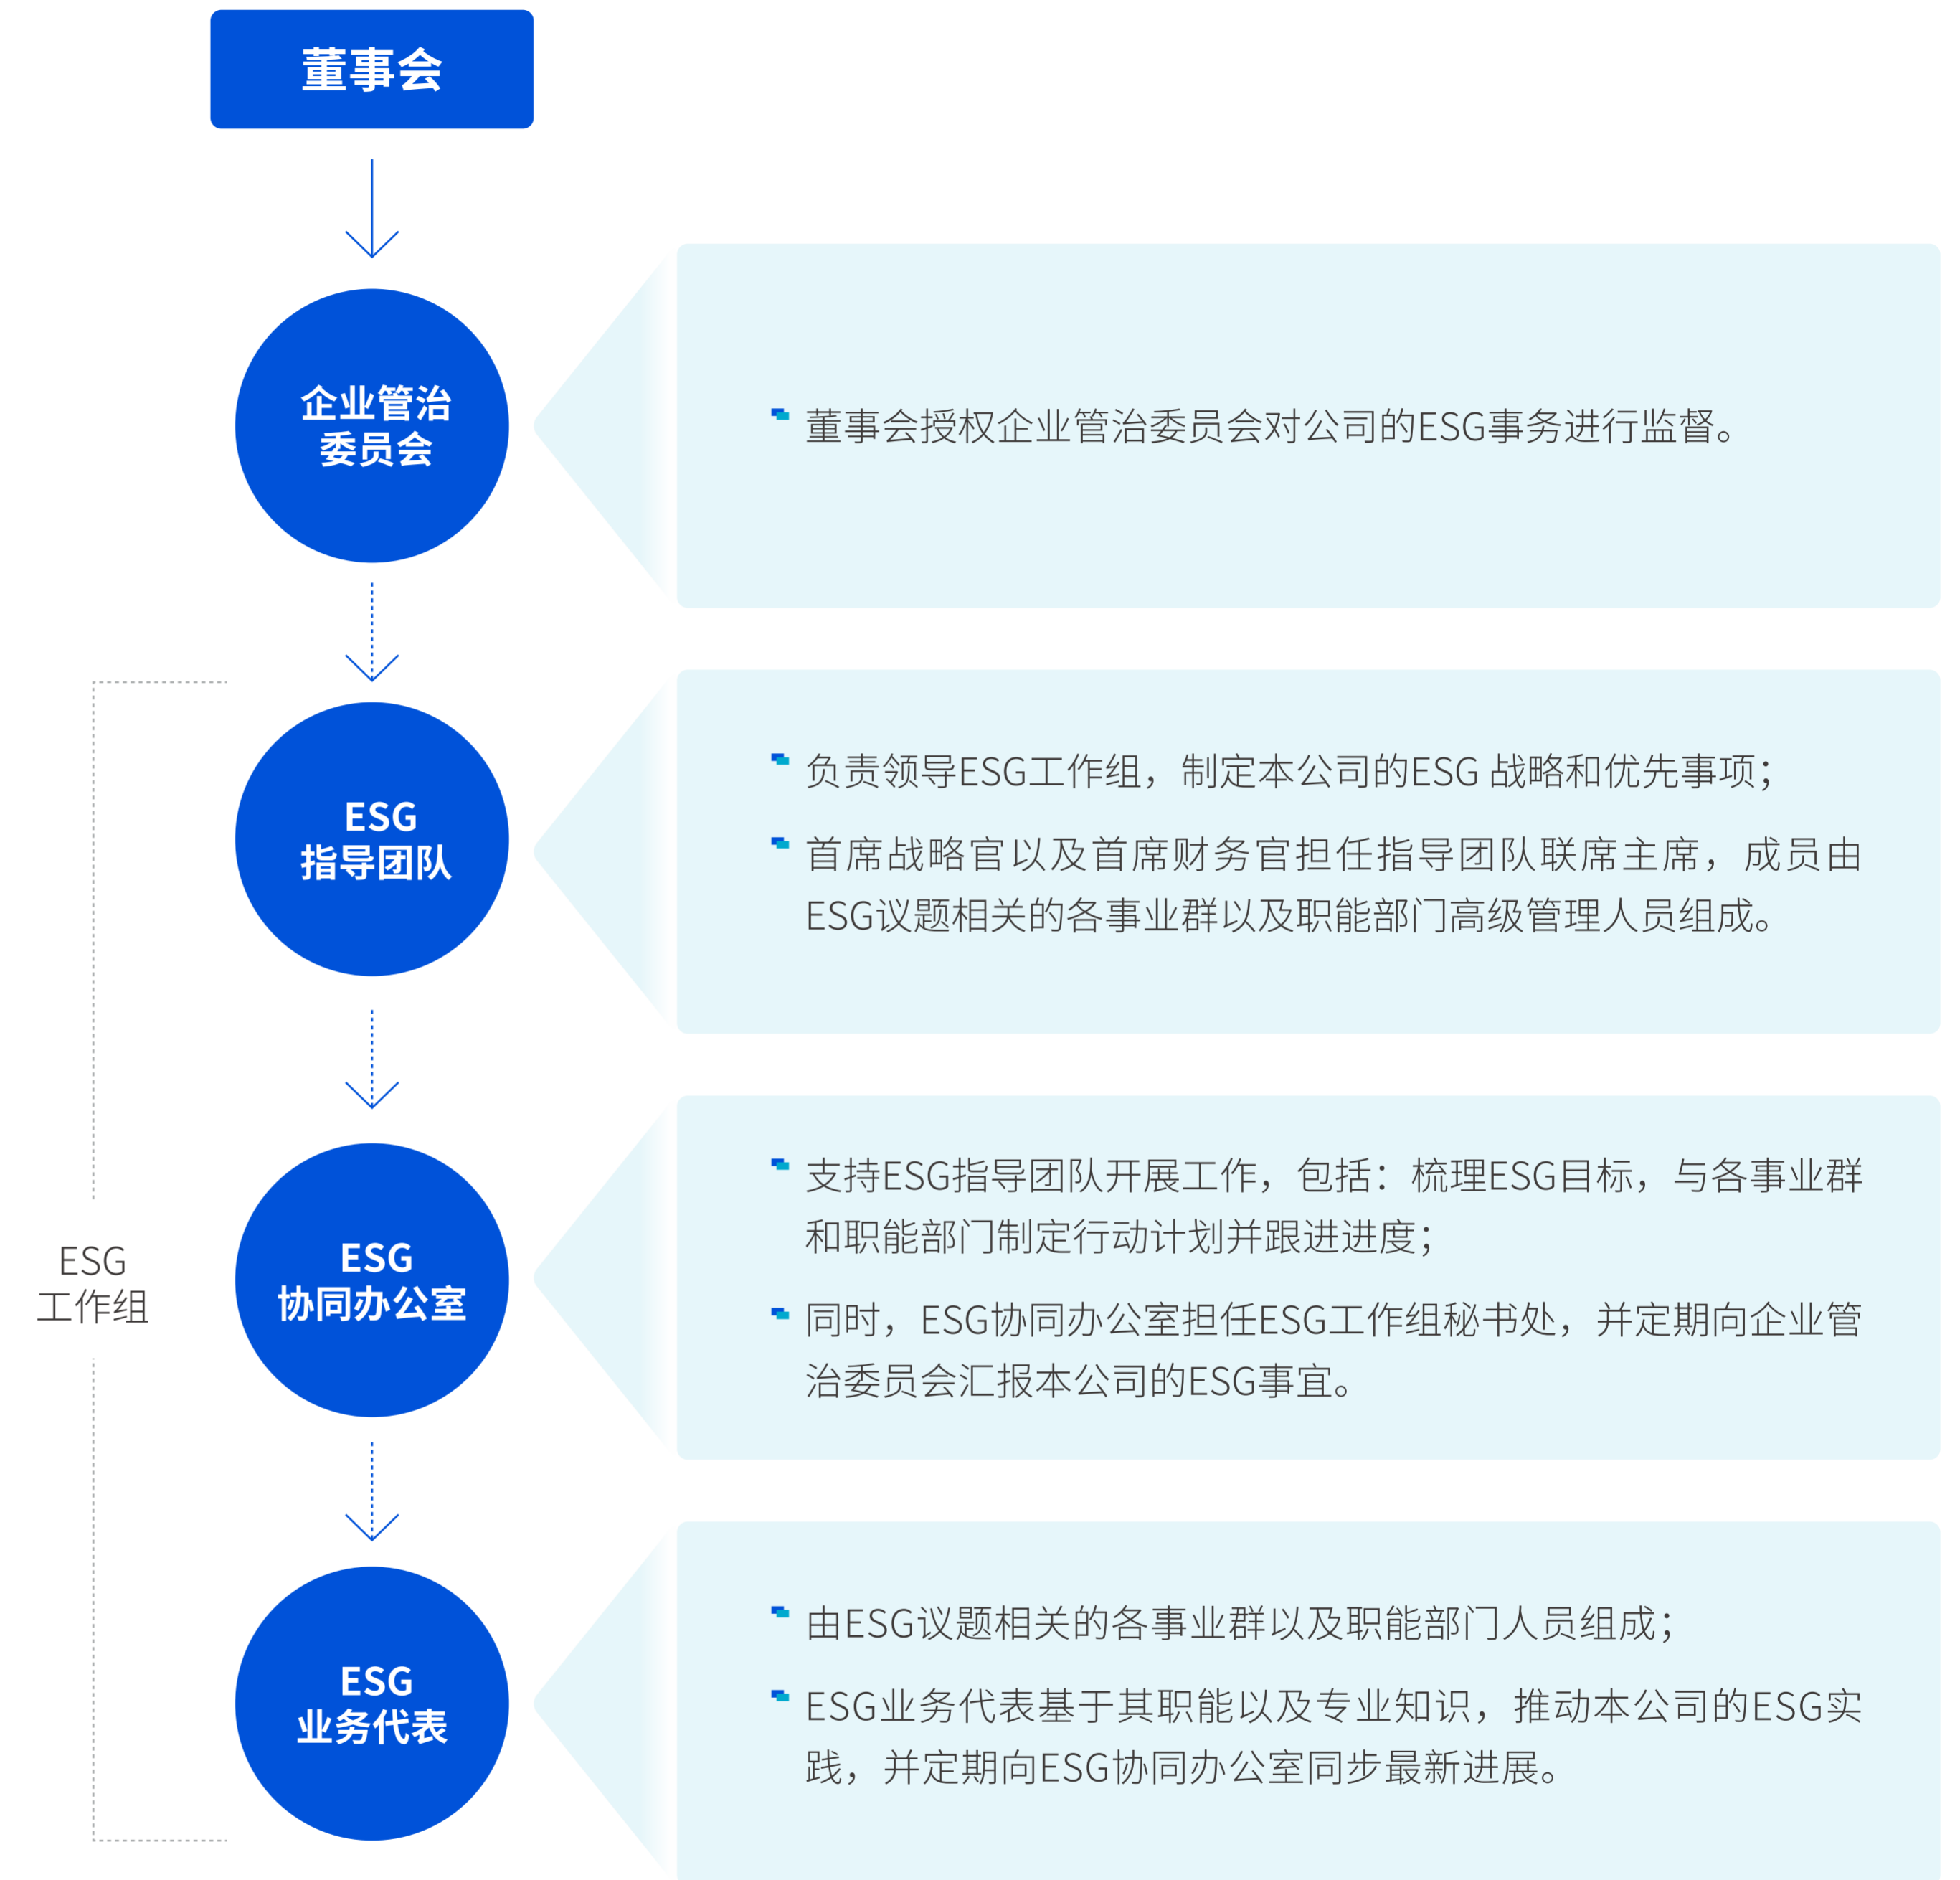 董事会
企业管治
委员会
董事会授权企业管治委员会对公司的ESG事务进行监督。
ESG
指导团队
负责领导ESG工作组，制定本公司的ESG 战略和优先事项；
首席战略官以及首席财务官担任指导团队联席主席，成员由
ESG议题相关的各事业群以及职能部门高级管理人员组成。
ESG
工作组
ESG
协同办公室
支持ESG指导团队开展工作，包括：梳理ESG目标，与各事业群
和职能部门制定行动计划并跟进进度；
同时，ESG协同办公室担任ESG工作组秘书处，并定期向企业管
治委员会汇报本公司的ESG事宜。
ESG
业务代表
由ESG议题相关的各事业群以及职能部门人员组成；
ESG业务代表基于其职能以及专业知识，推动本公司的ESG实
践，并定期向ESG协同办公室同步最新进展。